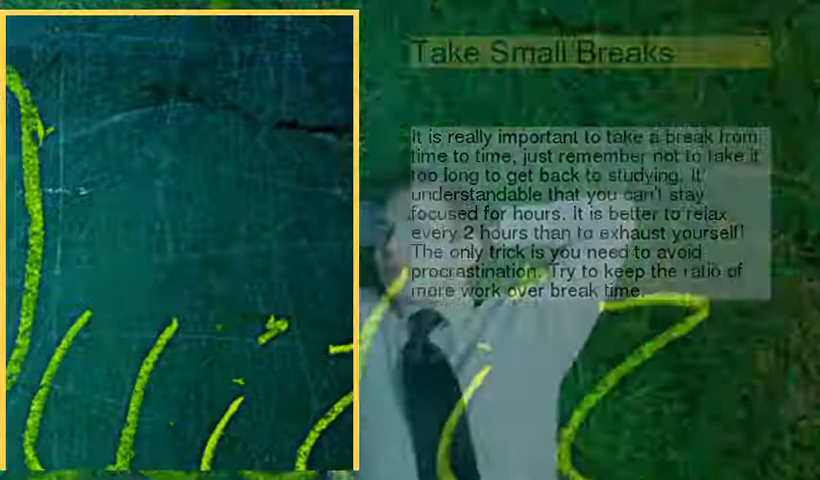 Take Small Breaks
It is really important to take a break from
time to time, just remember not to take it
too long to get back to studying. It'
understandable that you can't stay
focused for hours. It is better to relax
every 2 hours than to exhaust yourself!
The only trick is you need to avoid
procrastination. Try to keep the ratio of
more work over break time.